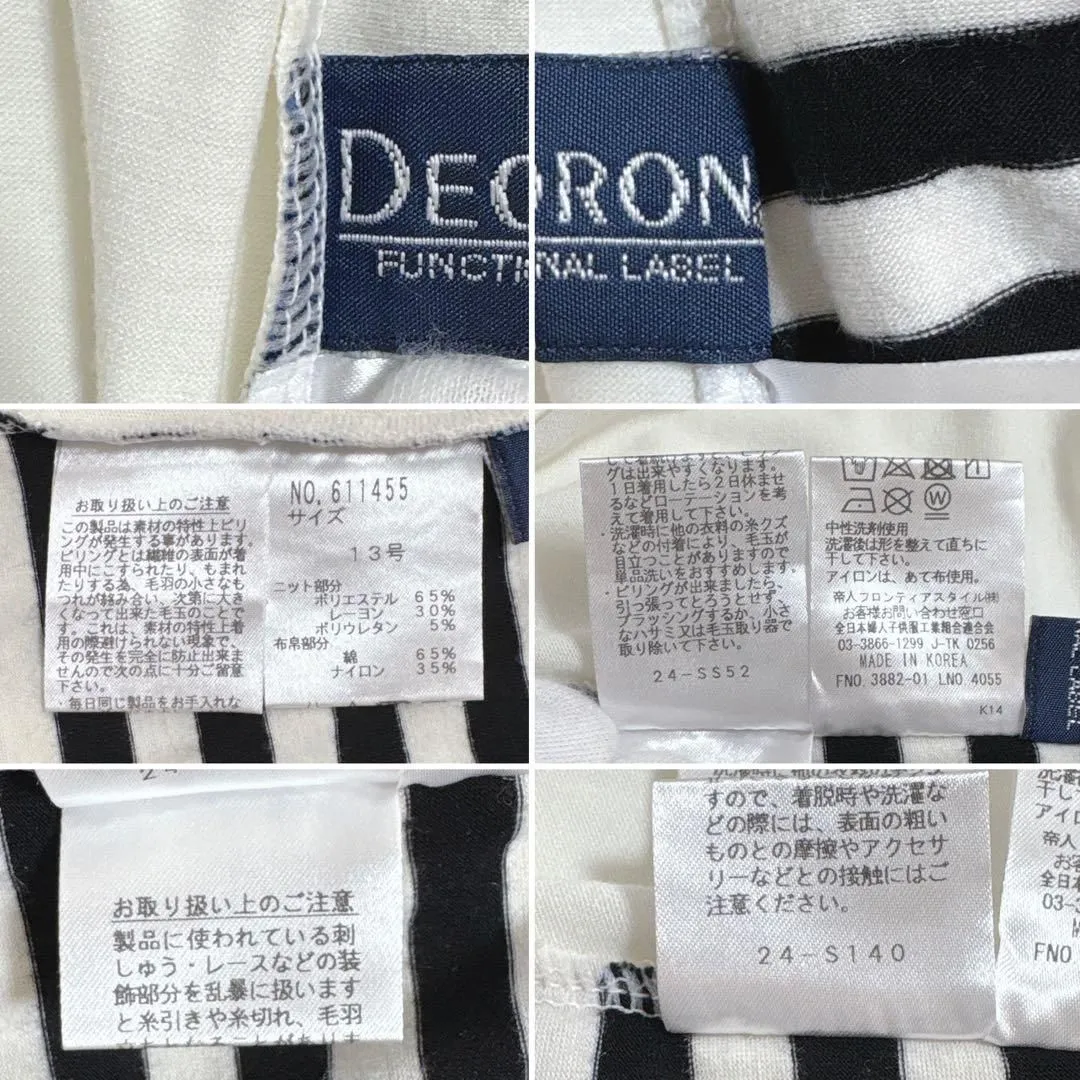 DEORON
FUNCTIONAL LABEL
お取り扱い上のご注意
この製品は素材の特性上ピリ
ングが発生する事があります。
ピリングとは繊維の表面が着
用中にこすられたり、もまれ
たりする為、毛羽の小さなも
つれが絡み合い、次第に大き
くなって出来た毛玉のことで
す。これは、素材の特性上着
用の際避けられない現象で、
その発生を完全に防止出来ま
せんので次の点に十分ご留意
下さい。
・毎日同じ製品をお手入れな
NO. 611455
サイズ
13号
ニット部分
ポリエステル 65%
レーヨン 30%
ポリウレタン 5%
布帛部分
綿 65%
ナイロン 35%
グは出来やすくなります。
1日着用したら2日休ませ
るなどローテーションを考
えて着用して下さい。
・洗濯時に他の衣料の糸クズ
などの付着により、毛玉が
目立つことがありますので
単品洗いをおすすめします。
・ピリングが出来ましたら、
引っ張ってとろうとせず、
ブラッシングするか、小さ
なハサミ又は毛玉取り器で
取り除いて下さい。
24-SS52
中性洗剤使用
洗濯後は形を整えて直ちに
干して下さい。
アイロンは、あて布使用。
帝人フロンティアスタイル㈱
お客様お問い合わせ窓口
全日本婦人子供服工業組合連合会
03-3866-1299 J-TK 0256
MADE IN KOREA
FNO. 3882-01 LNO. 4055
K14
お取り扱い上のご注意
製品に使われている刺
しゅう・レースなどの装
飾部分を乱暴に扱います
と糸引きや糸切れ、毛羽
すので、着脱時や洗濯な
どの際には、表面の粗い
ものとの摩擦やアクセサ
リーなどとの接触にはご
注意ください。
24-S140
干して
アイロ
帝人
お
全日本
03-3
M
FNO